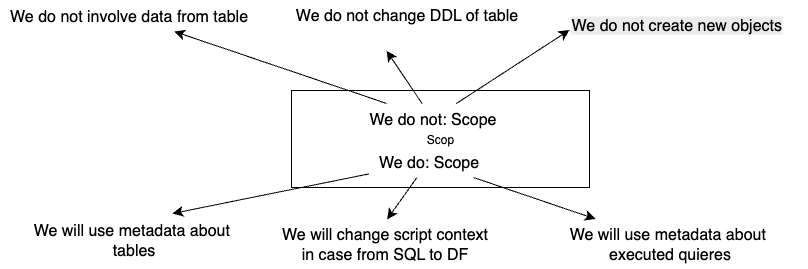 We do not involve data from table
We do not change DDL of table
We do not create new objects
We do not: Scope
Scop
We do: Scope
We will use metadata about
tables
We will change script context
in case from SQL to DF
We will use metadata about
executed quieres